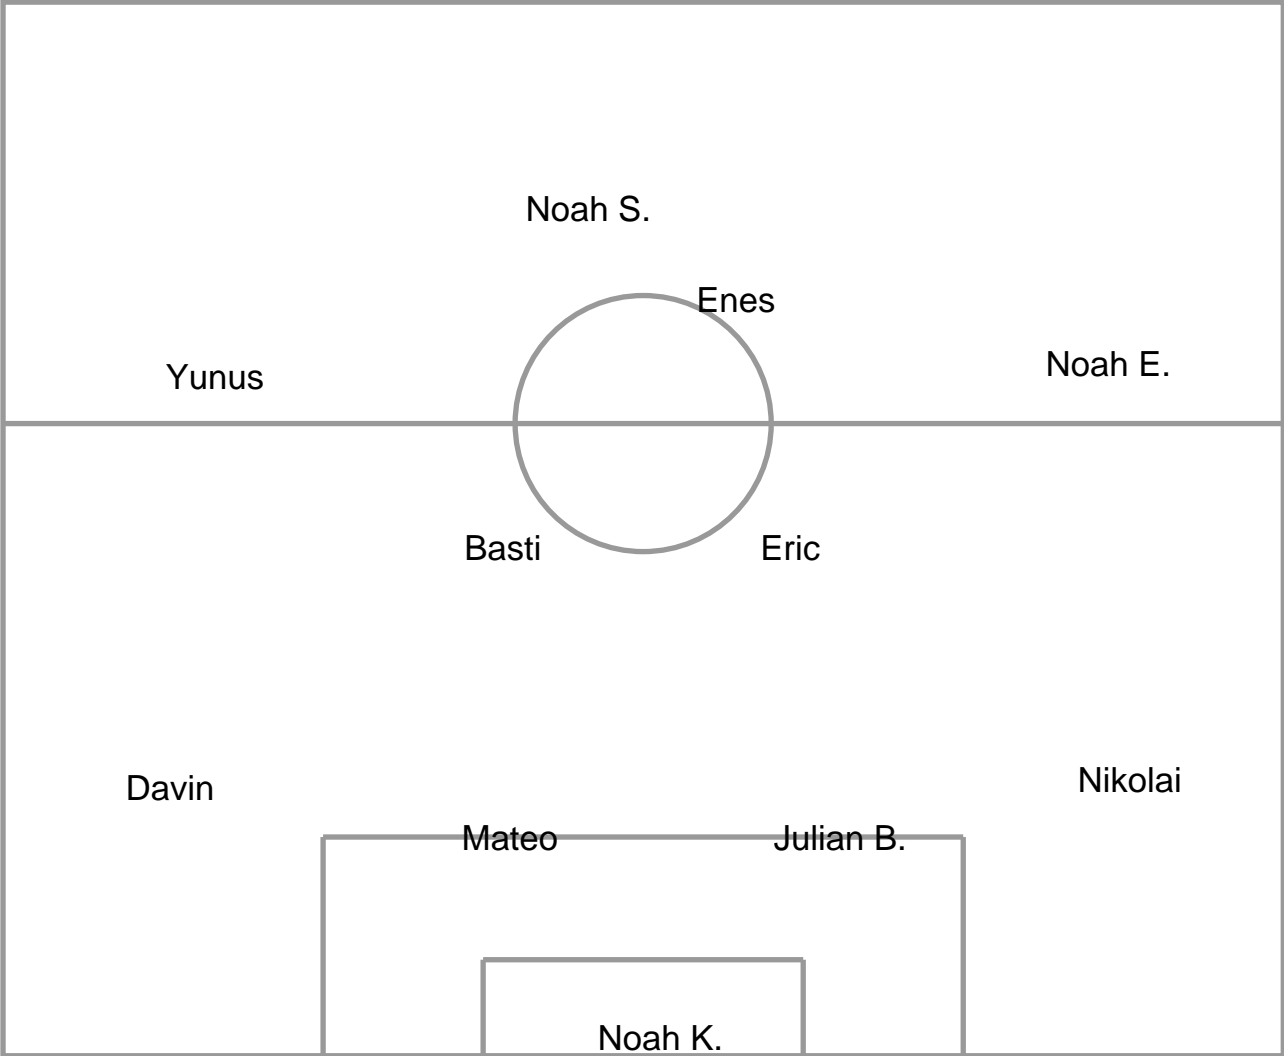 Noah S.
Enes
Noah E.
Yunus
Basti
Eric
Nikolai
Davin
Mateo
Julian B.
Noah K.